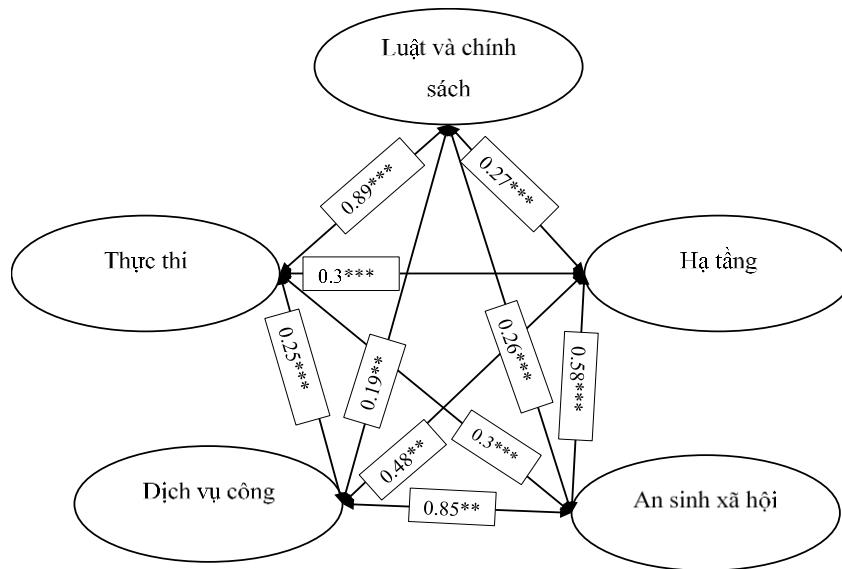 Luật và chính
sách
0.89***
0.27***
Thực thi
Hạ tầng
0.3***
0.25***
0.19**
0.26***
0.58***
0.48**
0.3***
Dịch vụ công
0.85**
An sinh xã hội